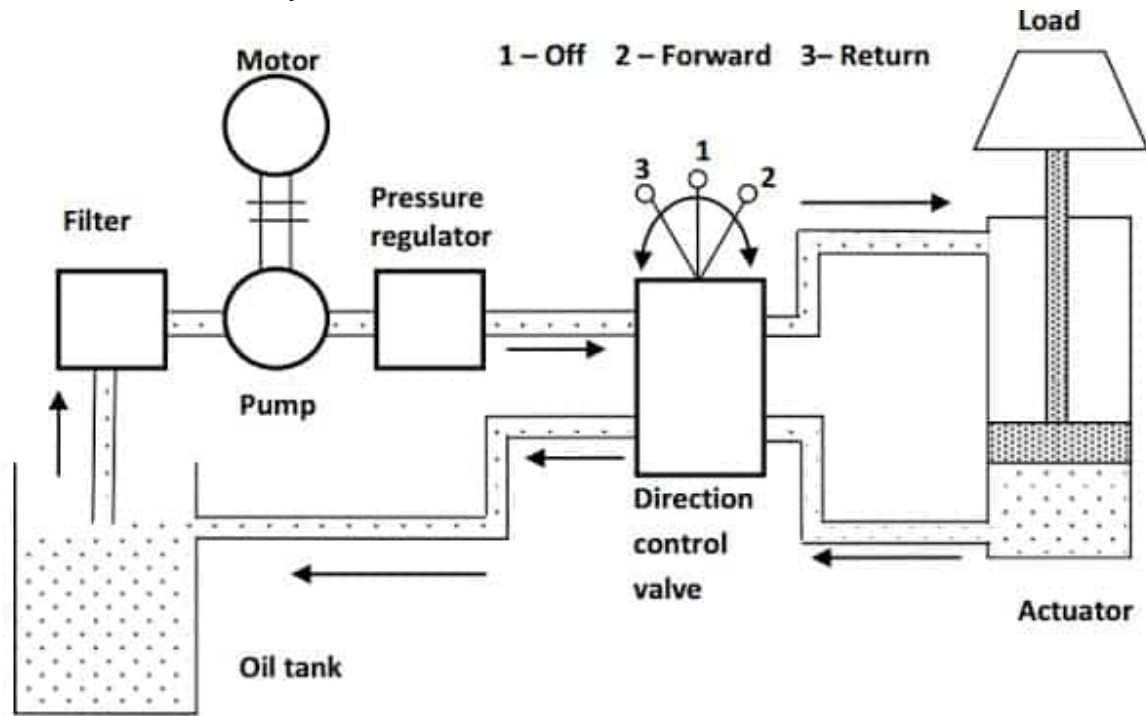 Load
Motor
1 – Off 2 – Forward 3– Return
1
3
2
Pressure
regulator
Filter
Pump
Direction
control
valve
Actuator
Oil tank